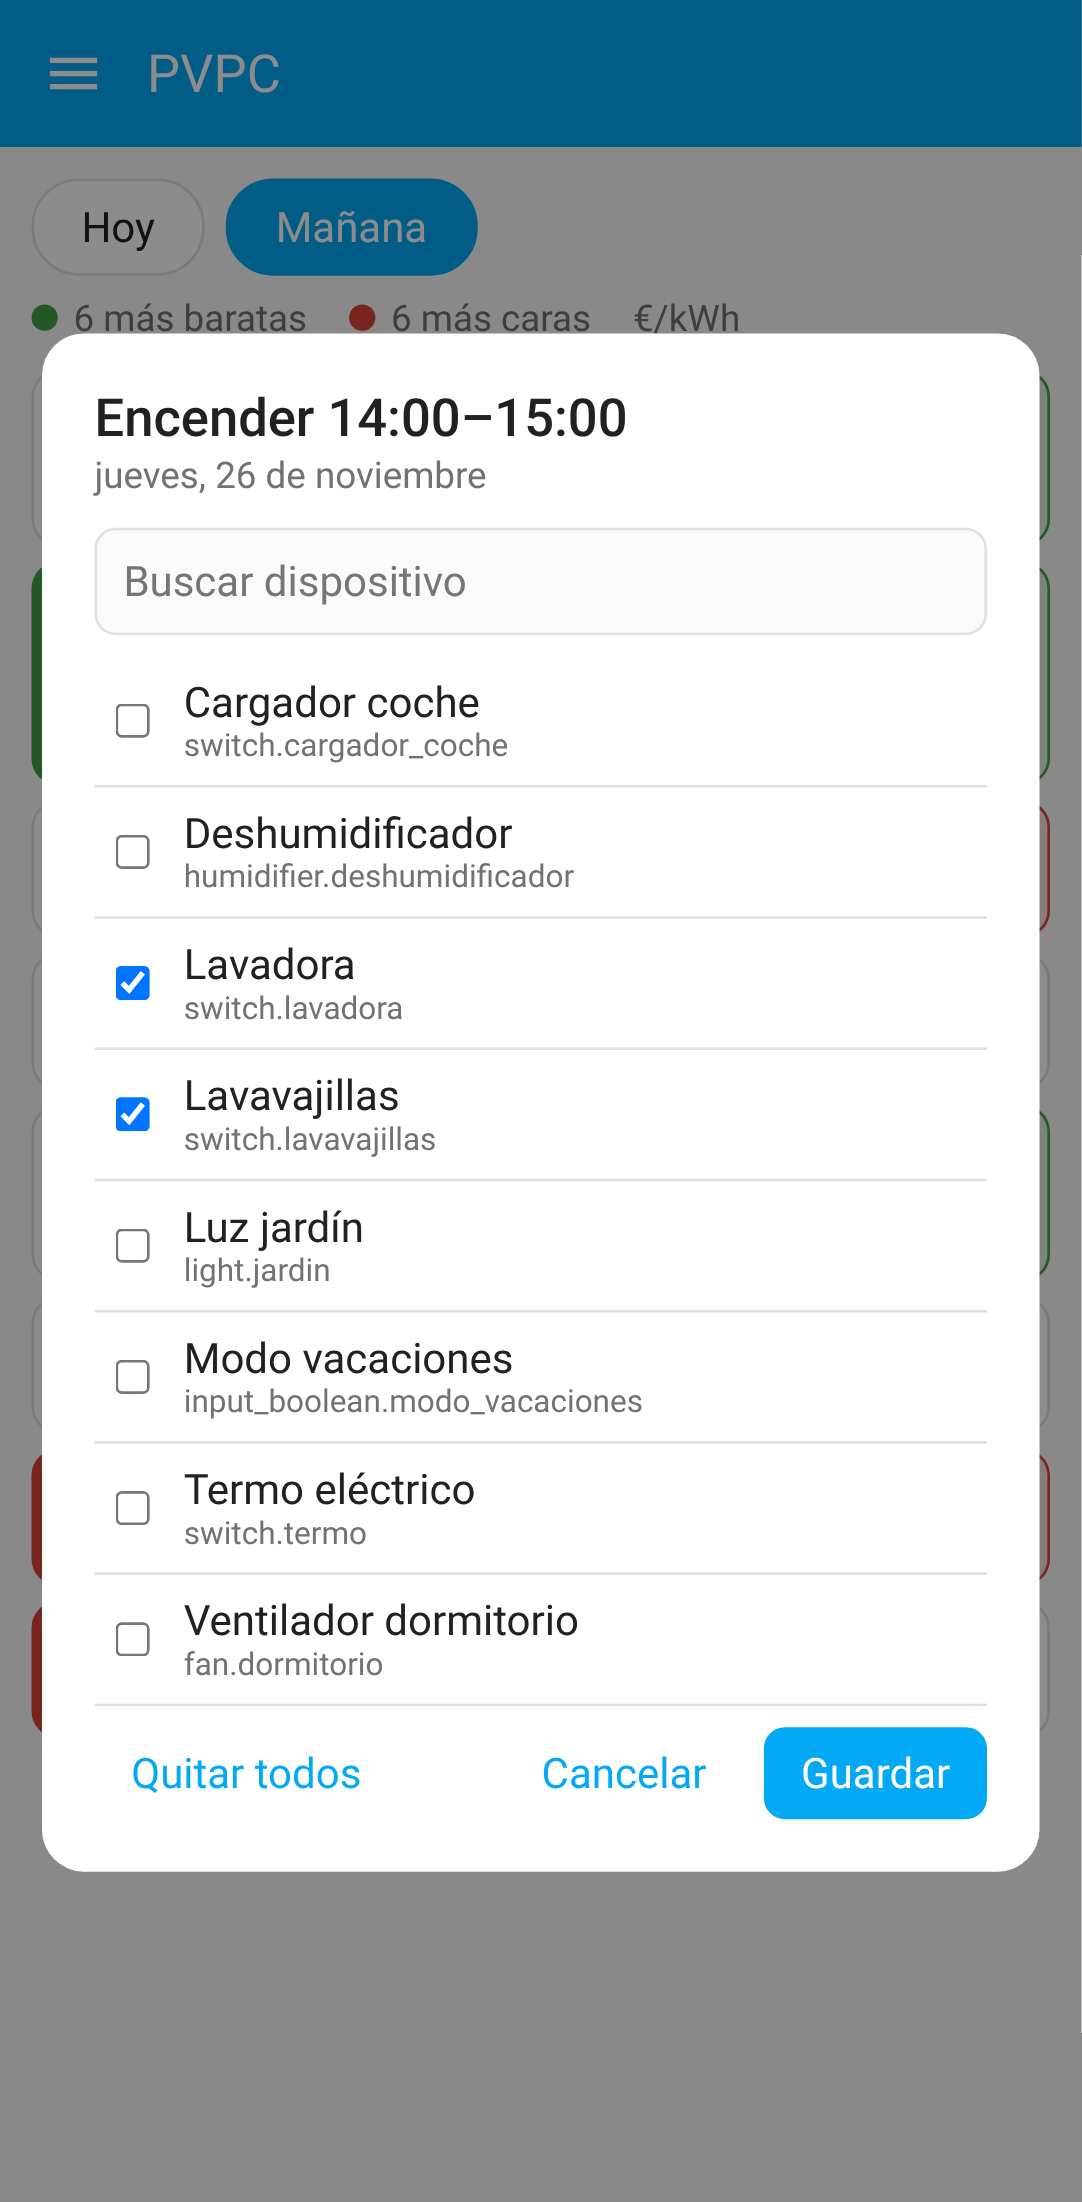 PVPC
Hoy
Mañana
6 más baratas
6 más caras
€/kWh
Encender 14:00–15:00
jueves, 26 de noviembre
Buscar dispositivo
Cargador coche
switch.cargador_coche
Deshumidificador
humidifier.deshumidificador
Lavadora
switch.lavadora
Lavavajillas
switch.lavavajillas
Luz jardín
light.jardin
Modo vacaciones
input_boolean.modo_vacaciones
Termo eléctrico
switch.termo
Ventilador dormitorio
fan.dormitorio
Quitar todos
Cancelar
Guardar